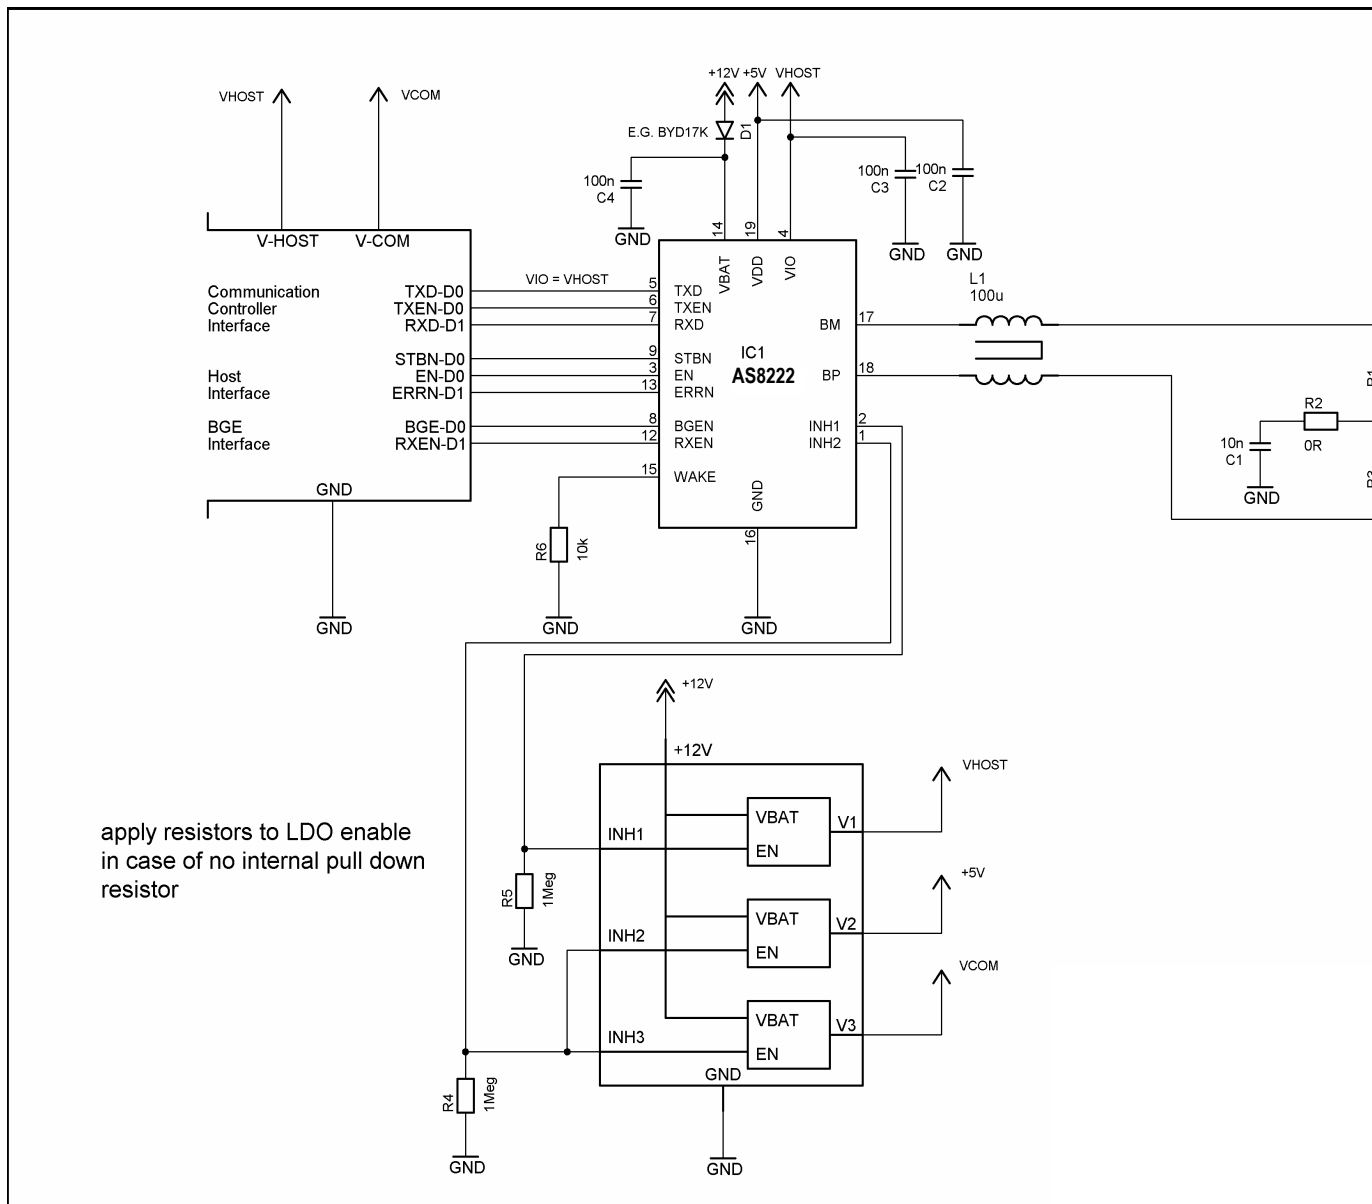 +12V +5V VHOST
VHOST
VCOM
E.G. BYD17K
D1
100n
C4
GND
100n
C3
GND
100n
C2
GND
14
19
4
V-HOST
V-COM
VBAT
VDD
VIO
VIO = VHOST
Communication
Controller
Interface
TXD-D0
TXEN-D0
RXD-D1
5
6
7
TXD
TXEN
RXD
Host
Interface
STBN-D0
EN-D0
ERRN-D1
9
3
13
STBN
EN
ERRN
BGE
Interface
BGE-D0
RXEN-D1
8
12
BGEN
RXEN
15
WAKE
IC1
AS8222
BM
17
BP
18
INH1
2
INH2
1
GND
16
GND
L1
100u
R2
0R
10n
C1
GND
GND
GND
R6
10k
GND
+12V
+12V
VHOST
VBAT
EN
V1
INH1
+5V
VBAT
EN
V2
INH2
VCOM
VBAT
EN
V3
INH3
GND
GND
apply resistors to LDO enable
in case of no internal pull down
resistor
R5
1Meg
GND
R4
1Meg
GND